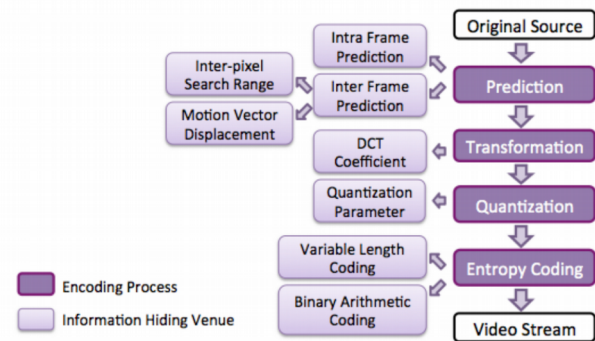 Original Source
Intra Frame
Prediction
Inter-pixel
Search Range
Inter Frame
Prediction
Prediction
Motion Vector
Displacement
DCT
Coefficient
Transformation
Quantization
Parameter
Quantization
Variable Length
Coding
Entropy Coding
Binary Arithmetic
Coding
Video Stream
Encoding Process
Information Hiding Venue